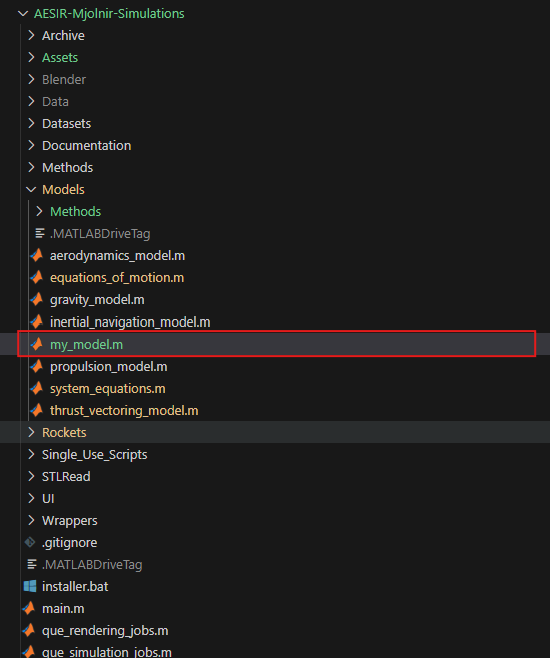 AESIR-Mjolnir-Simulations
Archive
Assets
Blender
Data
Datasets
Documentation
Methods
Models
Methods
.MATLABDriveTag
aerodynamics_model.m
equations_of_motion.m
gravity_model.m
inertial_navigation_model.m
my_model.m
propulsion_model.m
system_equations.m
thrust_vectoring_model.m
Rockets
Single_Use_Scripts
STLRead
UI
Wrappers
.gitignore
.MATLABDriveTag
installer.bat
main.m
que_rendering_jobs.m
que_simulation_jobs.m